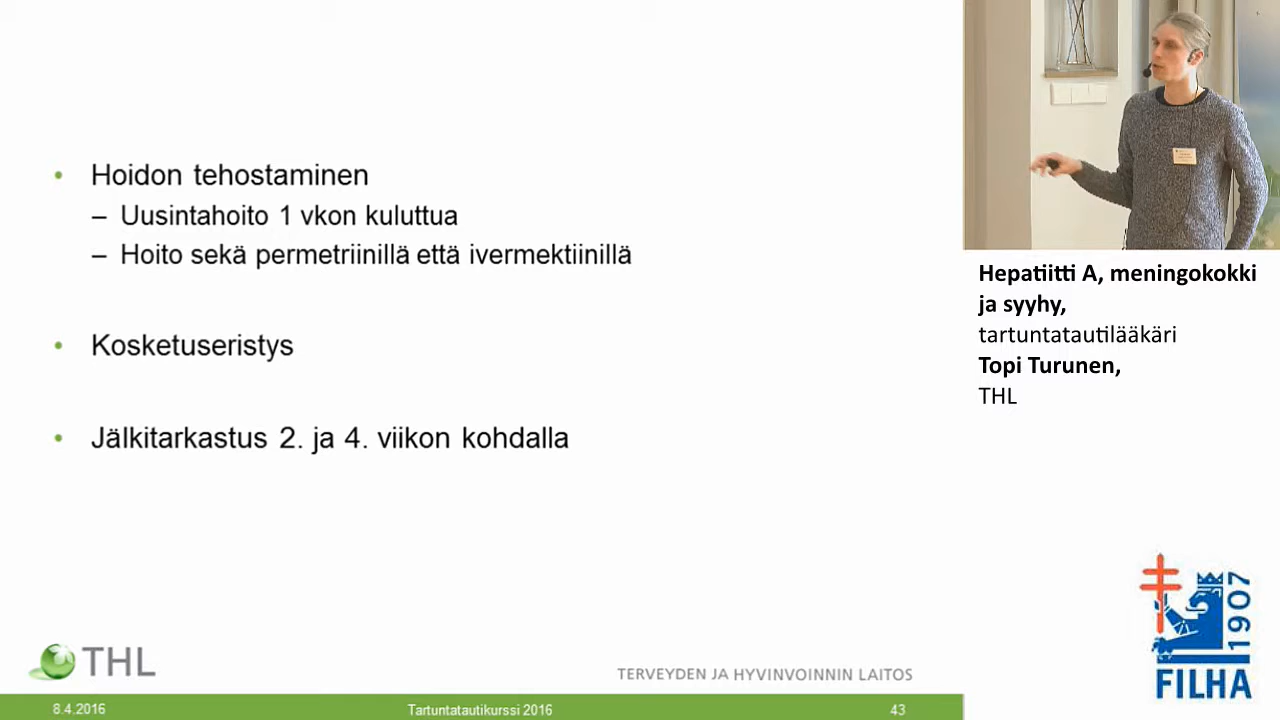 • Hoidon tehostaminen
– Uusintahoito 1 vkon kuluttua
– Hoito sekä permetriinillä että ivermektiinillä
• Kosketuseristys
• Jälkitarkastus 2. ja 4. viikon kohdalla
THL
TERVEYDEN JA HYVINVOINNIN LAITOS
8.4.2016
Tartuntatautikurssi 2016
43
Hepatiitti A, meningokokki
ja syyhy,
tartuntatautilääkäri
Topi Turunen,
THL
1907
FILHA